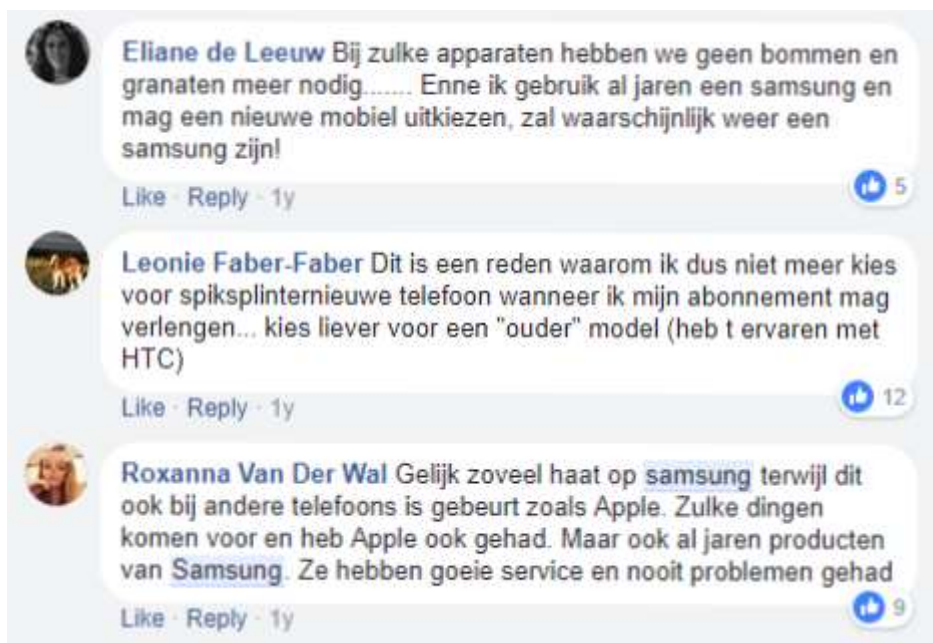 Eliane de Leeuw Bij zulke apparaten hebben we geen bommen en
granaten meer nodig....... Enne ik gebruik al jaren een samsung en
mag een nieuwe mobiel uitkiezen, zal waarschijnlijk weer een
samsung zijn!
Like · Reply · 1y
5
Leonie Faber-Faber Dit is een reden waarom ik dus niet meer kies
voor spiksplinternieuwe telefoon wanneer ik mijn abonnement mag
verlengen... kies liever voor een "ouder" model (heb t ervaren met
HTC)
Like · Reply · 1y
12
Roxanna Van Der Wal Gelijk zoveel haat op samsung terwijl dit
ook bij andere telefoons is gebeurt zoals Apple. Zulke dingen
komen voor en heb Apple ook gehad. Maar ook al jaren producten
van Samsung. Ze hebben goeie service en nooit problemen gehad
Like · Reply · 1y
9